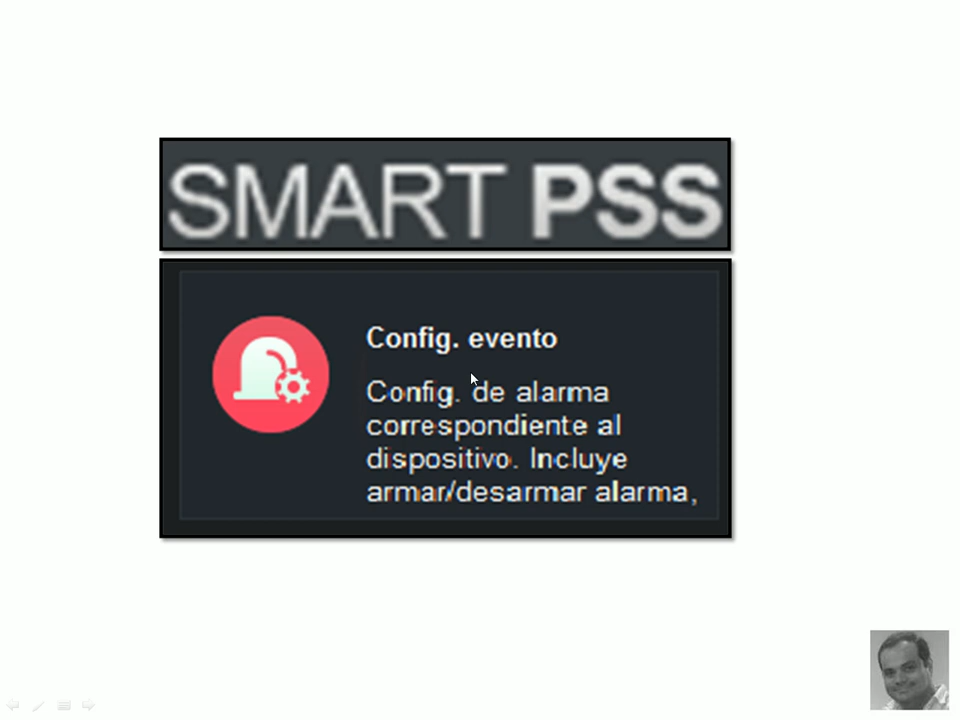 SMART PSS
Config. evento
Config. de alarma
correspondiente al
dispositivo. Incluye
armar/desarmar alarma,